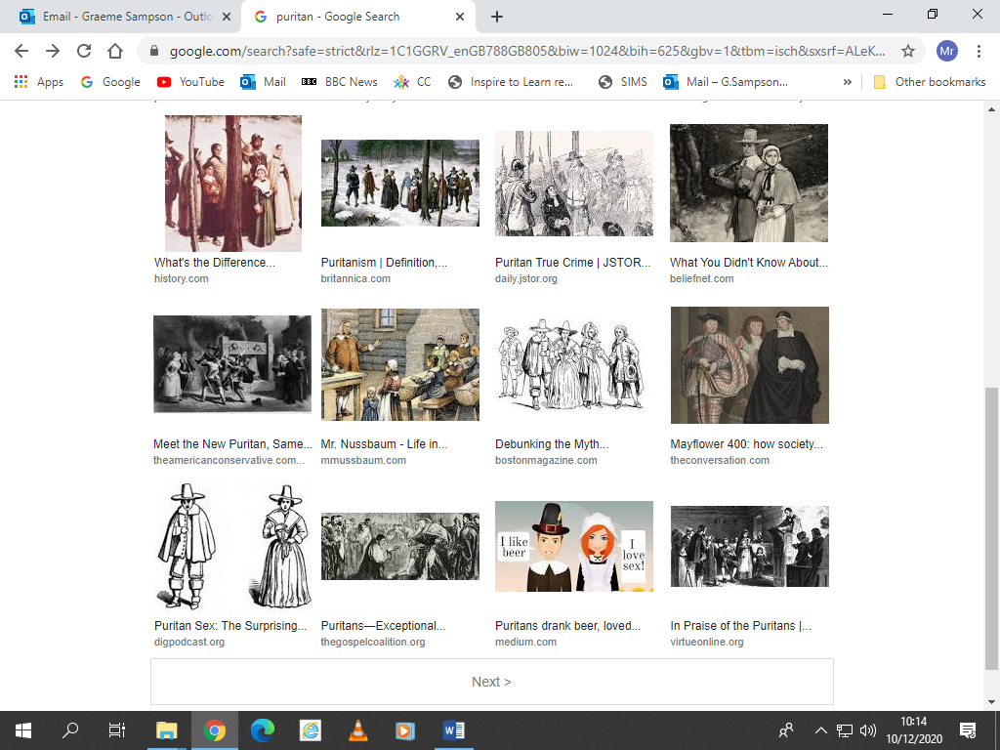 Email - Graeme Sampson - Outlo
puritan - Google Search
google.com/search?safe=strict&rlz=1C1GGRV_enGB788GB805&biw=1024&bih=625&gbv=1&tbm=isch&sxsrf=ALeK...
Mr
Apps
Google
YouTube
Mail
BBC News
CC
Inspire to Learn re...
SIMS
Mail – G.Sampson...
»
Other bookmarks
What's the Difference...
history.com
Puritanism | Definition,...
britannica.com
Puritan True Crime | JSTOR...
daily.jstor.org
What You Didn't Know About...
beliefnet.com
Meet the New Puritan, Same...
theamericanconservative.com...
Mr. Nussbaum - Life in...
mrnussbaum.com
Debunking the Myth...
bostonmagazine.com
Mayflower 400: how society...
theconversation.com
I like
beer
I
love
sex!
Puritan Sex: The Surprising...
digpodcast.org
Puritans—Exceptional...
thegospelcoalition.org
Puritans drank beer, loved...
medium.com
In Praise of the Puritans |...
virtueonline.org
Next >
10:14
10/12/2020